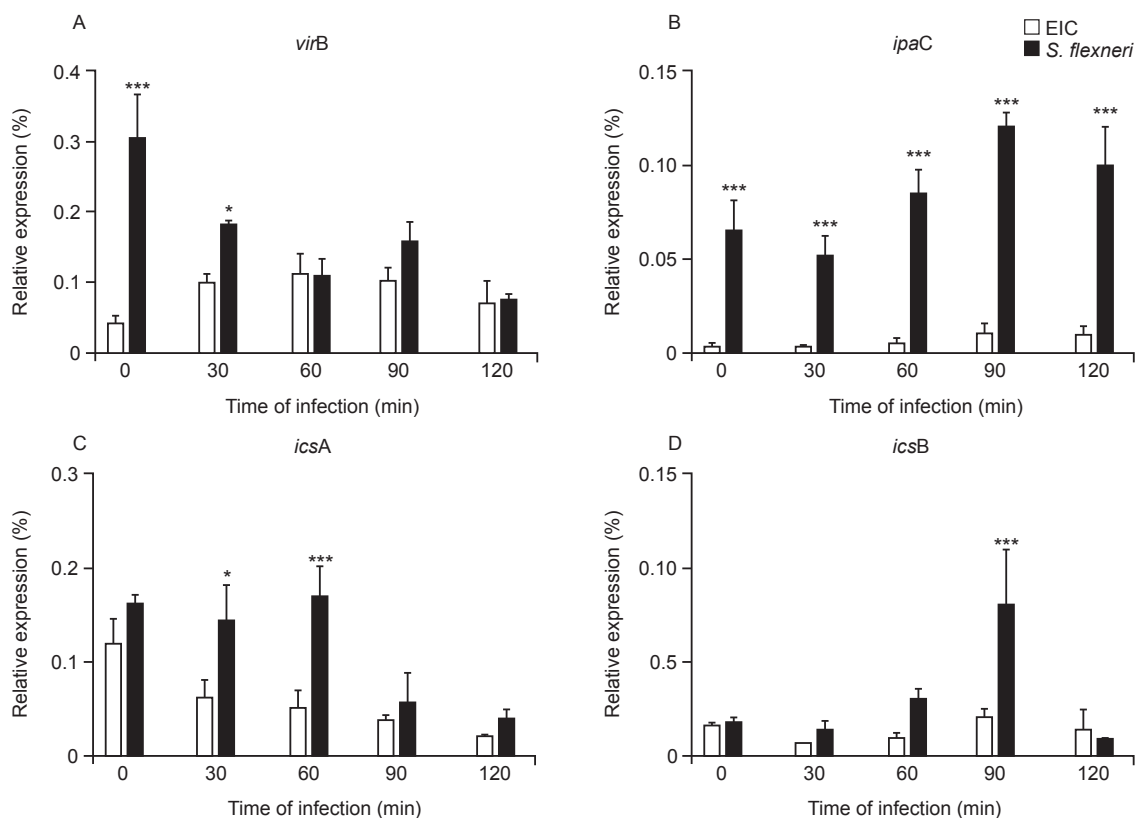 A
virB
0.4
0.3
0.2
0.1
0
Relative expression (%)
***
*
0 30 60 90 120
Time of infection (min)
B
ipaC
EIC
S. flexneri
0.15
0.10
0.05
0
Relative expression (%)
***
***
***
***
***
0 30 60 90 120
Time of infection (min)
C
icsA
0.3
0.2
0.1
0
Relative expression (%)
*
***
0 30 60 90 120
Time of infection (min)
D
icsB
0.15
0.10
0.5
0
Relative expression (%)
***
0 30 60 90 120
Time of infection (min)